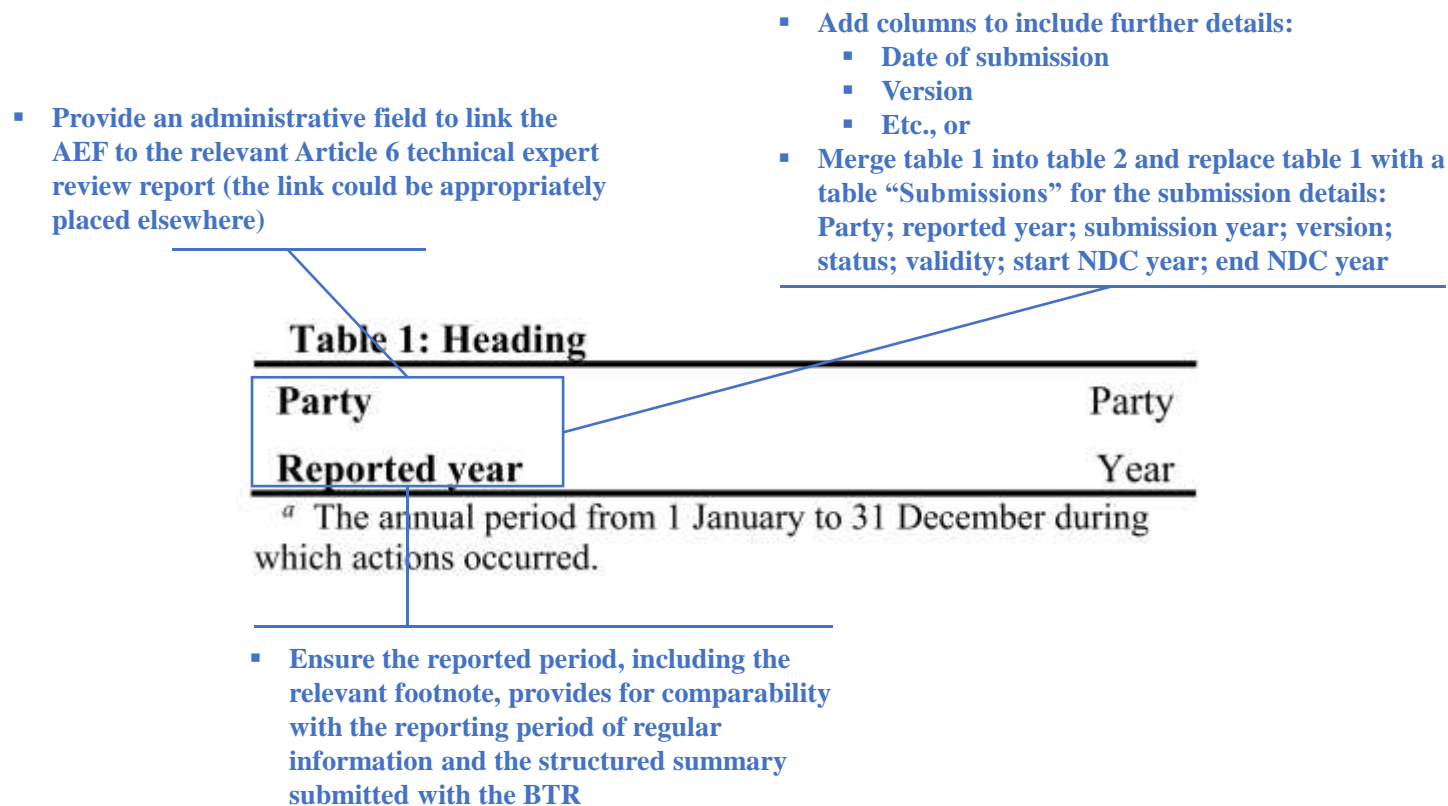 ▪ Add columns to include further details:
▪ Date of submission
▪ Version
▪ Etc., or
▪ Merge table 1 into table 2 and replace table 1 with a
table “Submissions” for the submission details:
Party; reported year; submission year; version;
status; validity; start NDC year; end NDC year
▪ Provide an administrative field to link the
AEF to the relevant Article 6 technical expert
review report (the link could be appropriately
placed elsewhere)
Table 1: Heading
Party Party
Reported year Year
a The annual period from 1 January to 31 December during
which actions occurred.
▪ Ensure the reported period, including the
relevant footnote, provides for comparability
with the reporting period of regular
information and the structured summary
submitted with the BTR